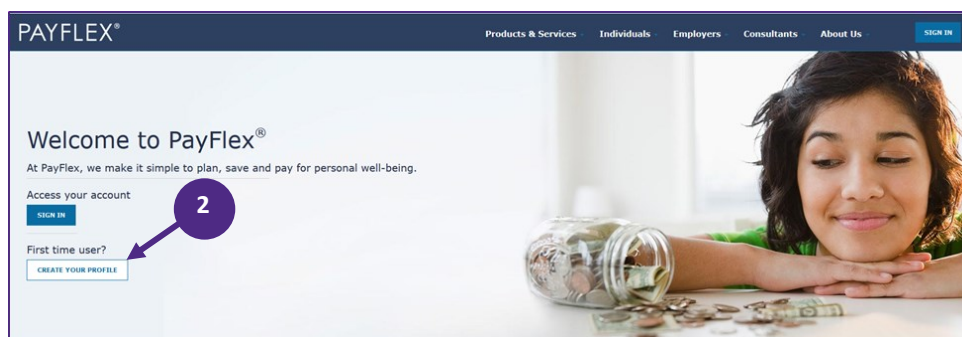 PAYFLEX®
Products & Services Individuals Employers Consultants About Us SIGN IN
Welcome to PayFlex®
At PayFlex, we make it simple to plan, save and pay for personal well-being.
Access your account
SIGN IN
2
First time user?
CREATE YOUR PROFILE